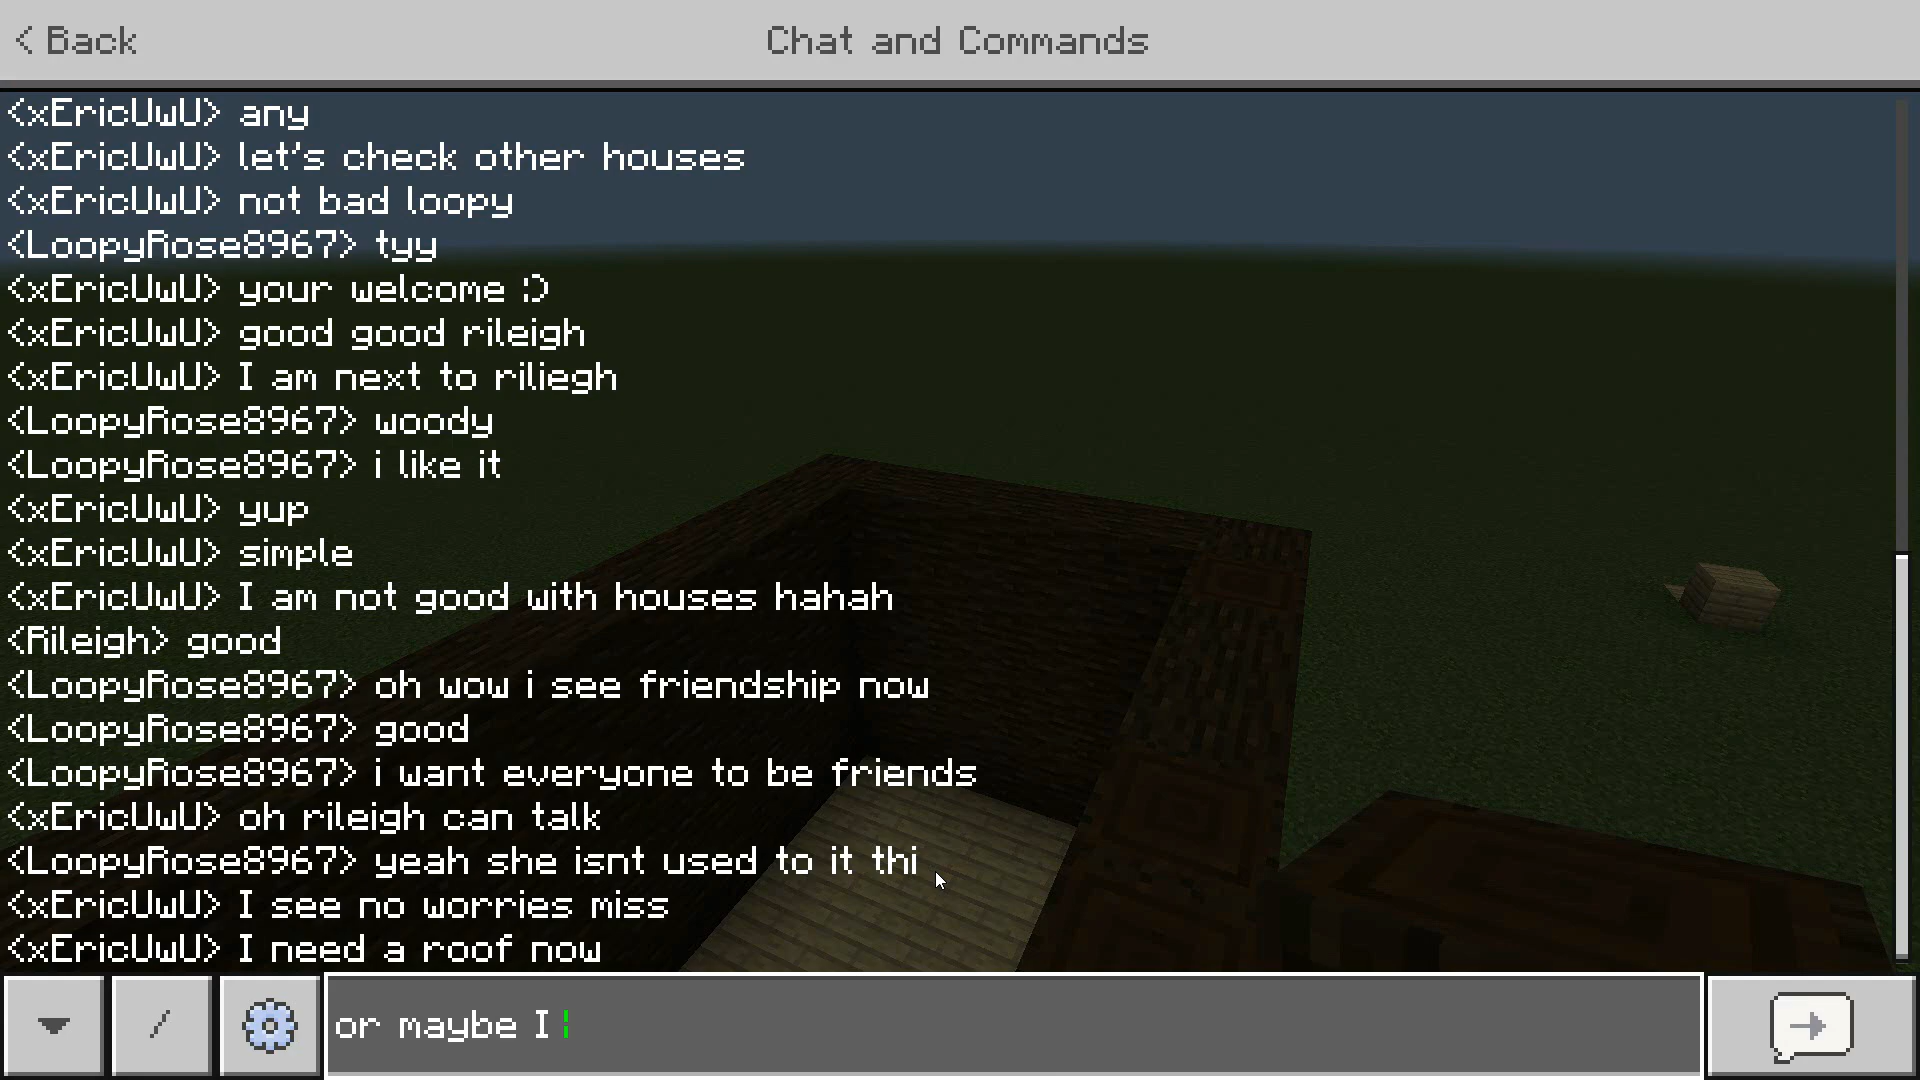 < Back
Chat and Commands
<xEricUwU> any
<xEricUwU> let's check other houses
<xEricUwU> not bad loopy
<LoopyRose8967> tyy
<xEricUwU> your welcome :)
<xEricUwU> good good rileigh
<xEricUwU> I am next to riliegh
<LoopyRose8967> woody
<LoopyRose8967> i like it
<xEricUwU> yup
<xEricUwU> simple
<xEricUwU> I am not good with houses hahah
<Rileigh> good
<LoopyRose8967> oh wow i see friendship now
<LoopyRose8967> good
<LoopyRose8967> i want everyone to be friends
<xEricUwU> oh rileigh can talk
<LoopyRose8967> yeah she isnt used to it thi
<xEricUwU> I see no worries miss
<xEricUwU> I need a roof now
/
or maybe I